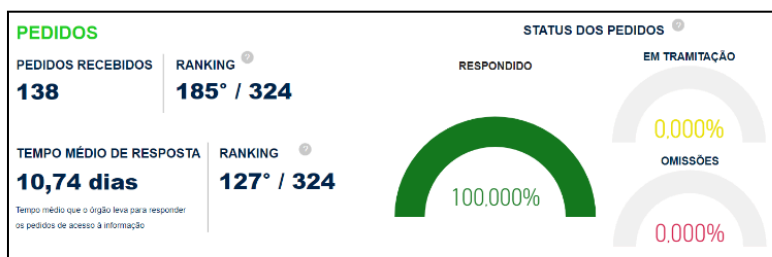 PEDIDOS
PEDIDOS RECEBIDOS
138
RANKING ?
185° / 324
TEMPO MÉDIO DE RESPOSTA
10,74 dias
Tempo médio que o órgão leva para responder
os pedidos de acesso à informação
RANKING ?
127° / 324
STATUS DOS PEDIDOS ?
RESPONDIDO
100,000%
EM TRAMITAÇÃO
0,000%
OMISSÕES
0,000%